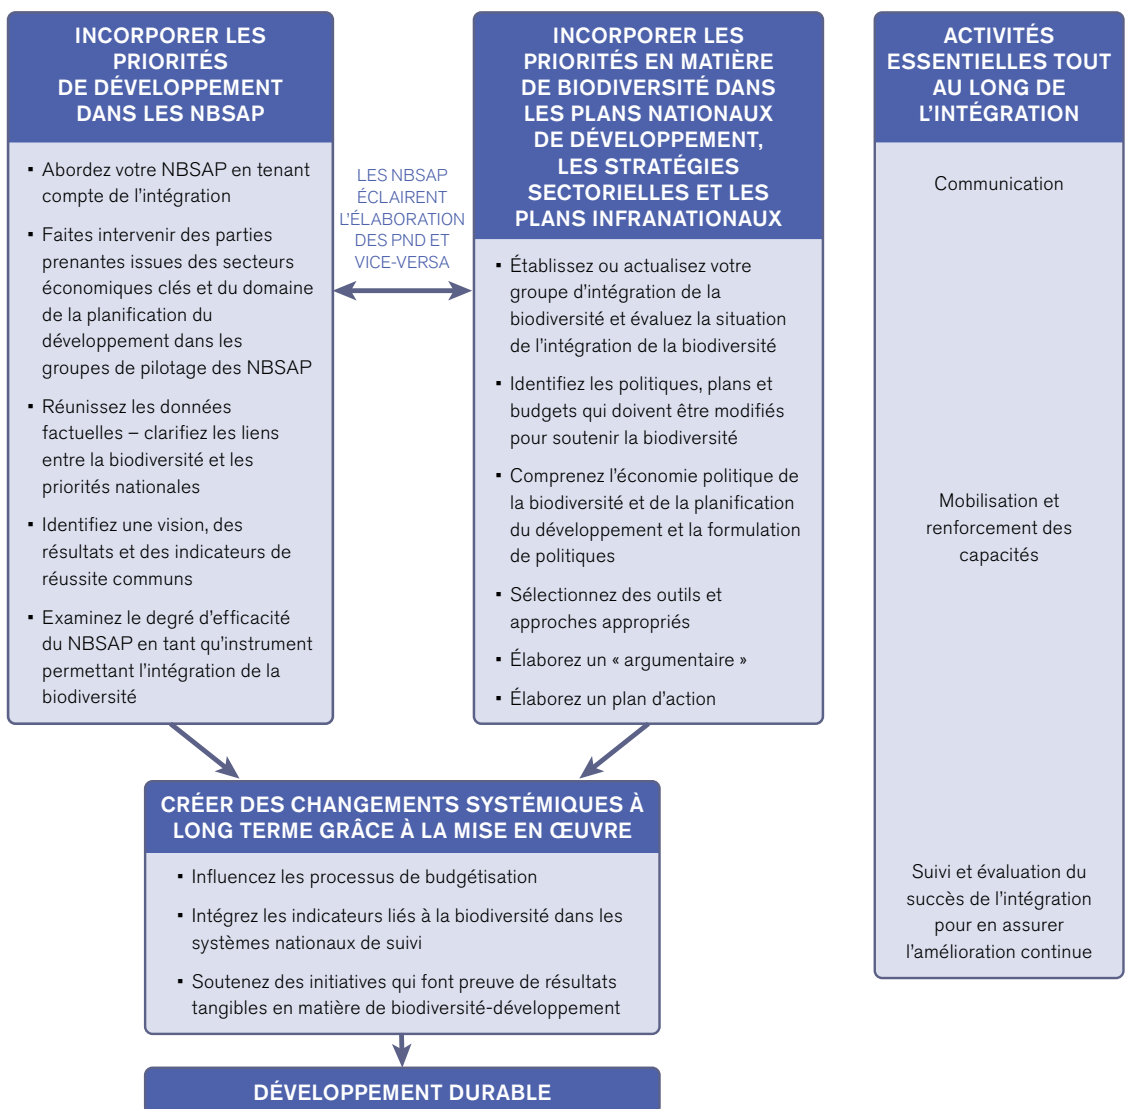 INCORPORER LES
PRIORITÉS
DE DÉVELOPPEMENT
DANS LES NBSAP
▪ Abordez votre NBSAP en tenant
compte de l'intégration
▪ Faites intervenir des parties
prenantes issues des secteurs
économiques clés et du domaine
de la planification du
développement dans les
groupes de pilotage des NBSAP
▪ Réunissez les données
factuelles – clarifiez les liens
entre la biodiversité et les
priorités nationales
▪ Identifiez une vision, des
résultats et des indicateurs de
réussite communs
▪ Examinez le degré d'efficacité
du NBSAP en tant qu'instrument
permettant l'intégration de la
biodiversité
LES NBSAP
ÉCLAIRENT
L'ÉLABORATION
DES PND ET
VICE-VERSA
INCORPORER LES
PRIORITÉS EN MATIÈRE
DE BIODIVERSITÉ DANS
LES PLANS NATIONAUX
DE DÉVELOPPEMENT,
LES STRATÉGIES
SECTORIELLES ET LES
PLANS INFRANATIONAUX
▪ Établissez ou actualisez votre
groupe d'intégration de la
biodiversité et évaluez la situation
de l'intégration de la biodiversité
▪ Identifiez les politiques, plans et
budgets qui doivent être modifiés
pour soutenir la biodiversité
▪ Comprenez l'économie politique de
la biodiversité et de la planification
du développement et la formulation
de politiques
▪ Sélectionnez des outils et
approches appropriés
▪ Élaborez un « argumentaire »
▪ Élaborez un plan d'action
CRÉER DES CHANGEMENTS SYSTÉMIQUES À
LONG TERME GRÂCE À LA MISE EN ŒUVRE
▪ Influencez les processus de budgétisation
▪ Intégrez les indicateurs liés à la biodiversité dans les
systèmes nationaux de suivi
▪ Soutenez des initiatives qui font preuve de résultats
tangibles en matière de biodiversité-développement
DÉVELOPPEMENT DURABLE
ACTIVITÉS
ESSENTIELLES TOUT
AU LONG DE
L'INTÉGRATION
Communication
Mobilisation et
renforcement des
capacités
Suivi et évaluation du
succès de l'intégration
pour en assurer
l'amélioration continue